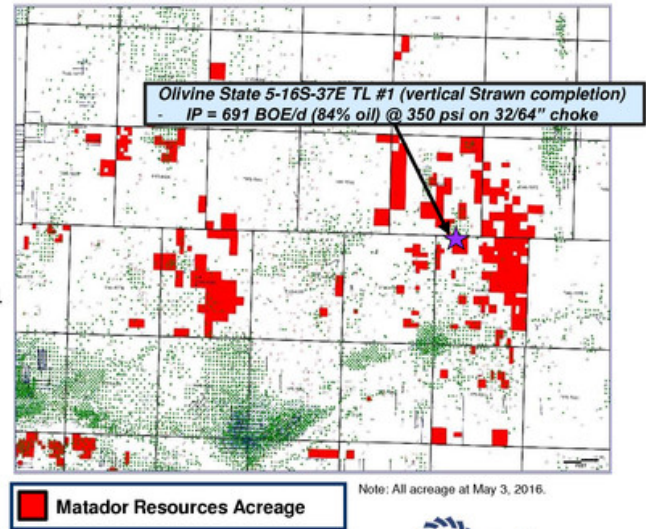 Olivine State 5-16S-37E TL #1 (vertical Strawn completion)
- IP = 691 BOE/d (84% oil) @ 350 psi on 32/64" choke
Matador Resources Acreage
Note: All acreage at May 3, 2016.